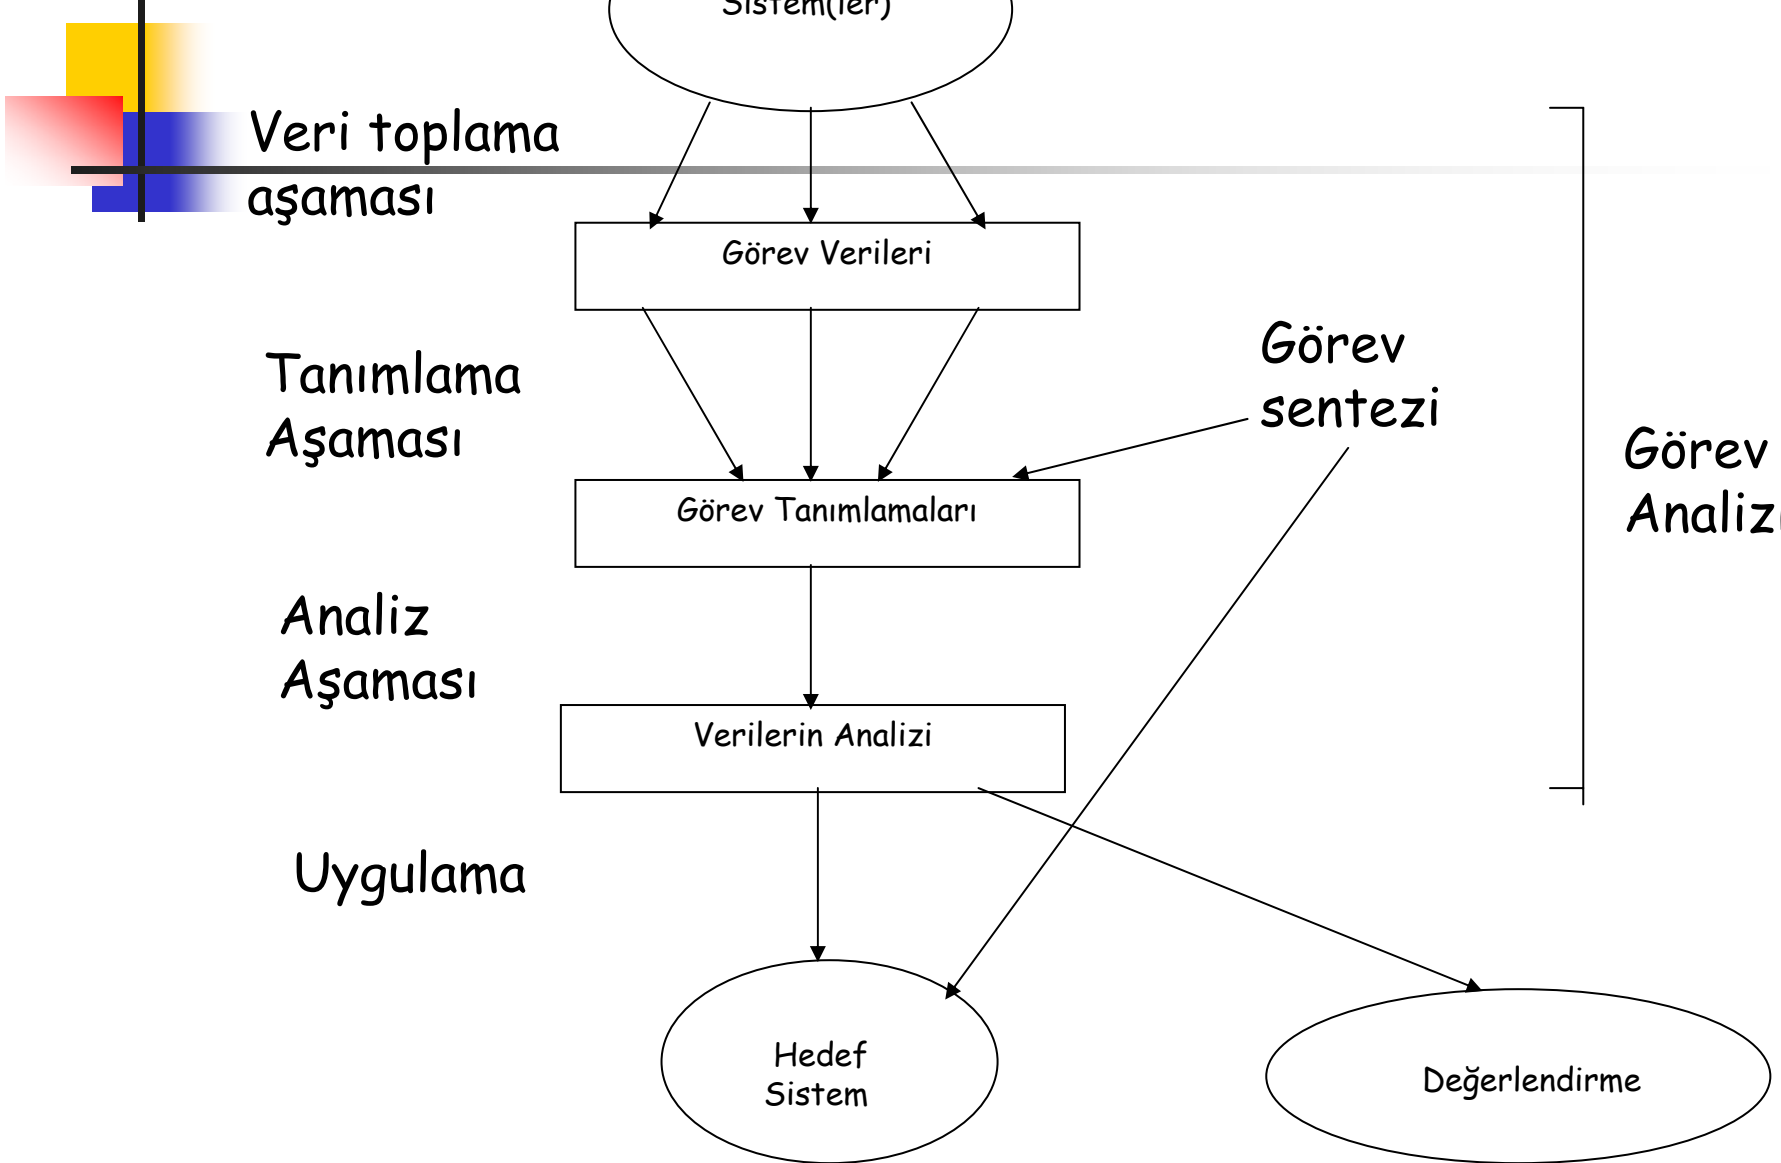 Sistem(ler)
Veri toplama
aşaması
Görev Verileri
Tanımlama
Aşaması
Görev
sentezi
Görev
Analizi
Görev Tanımlamaları
Analiz
Aşaması
Verilerin Analizi
Uygulama
Hedef
Sistem
Değerlendirme